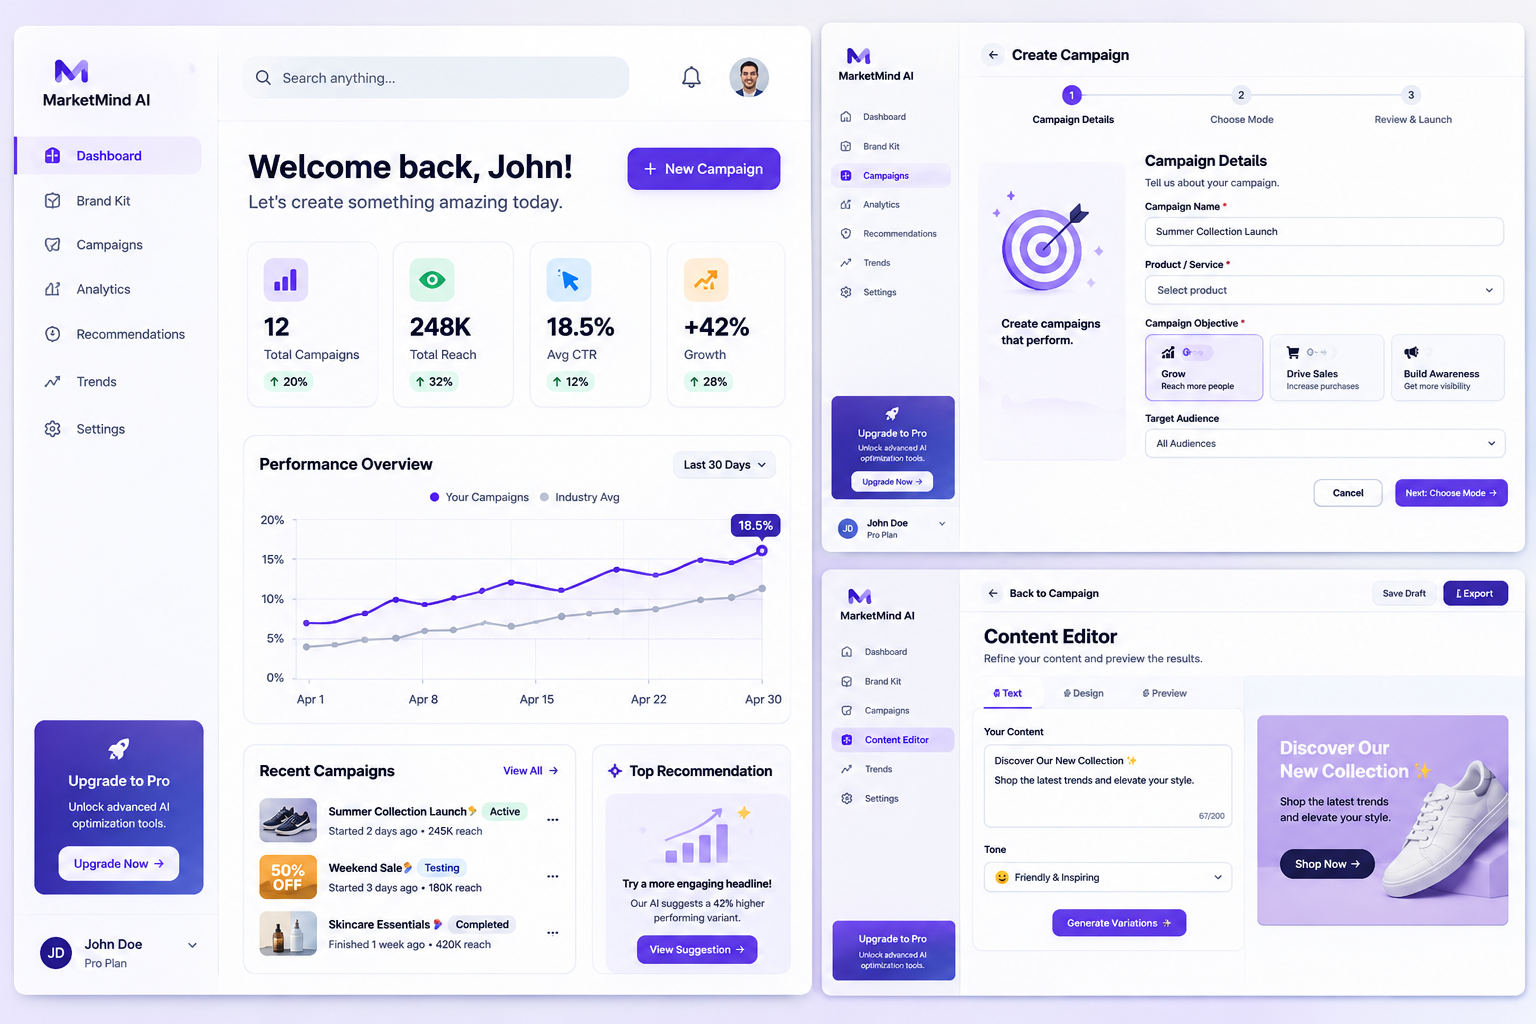 MarketMind AI
Dashboard
Brand Kit
Campaigns
Analytics
Recommendations
Trends
Settings
Upgrade to Pro
Unlock advanced AI
optimization tools.
Upgrade Now →
JD
John Doe
Pro Plan
Search anything...
Welcome back, John!
Let's create something amazing today.
+ New Campaign
12
Total Campaigns
↑ 20%
248K
Total Reach
↑ 32%
18.5%
Avg CTR
↑ 12%
+42%
Growth
↑ 28%
Performance Overview
Last 30 Days
Your Campaigns
Industry Avg
18.5%
20%
15%
10%
5%
0%
Apr 1
Apr 8
Apr 15
Apr 22
Apr 30
Recent Campaigns
View All →
Summer Collection Launch
Active
Started 2 days ago • 245K reach
50%
OFF
Weekend Sale
Testing
Started 3 days ago • 180K reach
Skincare Essentials
Completed
Finished 1 week ago • 420K reach
Top Recommendation
Try a more engaging headline!
Our AI suggests a 42% higher
performing variant.
View Suggestion →
MarketMind AI
Dashboard
Brand Kit
Campaigns
Analytics
Recommendations
Trends
Settings
Upgrade to Pro
Unlock advanced AI
optimization tools.
Upgrade Now →
JD
John Doe
Pro Plan
← Create Campaign
1
2
3
Campaign Details
Choose Mode
Review & Launch
Create campaigns
that perform.
Campaign Details
Tell us about your campaign.
Campaign Name *
Summer Collection Launch
Product / Service *
Select product
Campaign Objective *
Grow
Reach more people
Drive Sales
Increase purchases
Build Awareness
Get more visibility
Target Audience
All Audiences
Cancel
Next: Choose Mode →
MarketMind AI
Dashboard
Brand Kit
Campaigns
Content Editor
Trends
Settings
Upgrade to Pro
Unlock advanced AI
optimization tools.
← Back to Campaign
Save Draft
Export
Content Editor
Refine your content and preview the results.
Text
Design
Preview
Your Content
Discover Our New Collection ✨
Shop the latest trends and elevate your style.
67/200
Tone
Friendly & Inspiring
Generate Variations
Discover Our
New Collection ✨
Shop the latest trends
and elevate your style.
Shop Now →